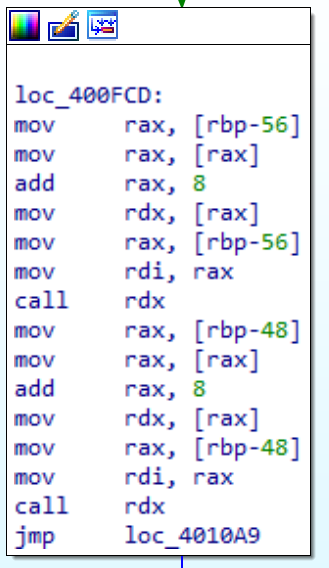 loc_400FCD:
mov rax, [rbp-56]
mov rax, [rax]
add rax, 8
mov rdx, [rax]
mov rax, [rbp-56]
mov rdi, rax
call rdx
mov rax, [rbp-48]
mov rax, [rax]
add rax, 8
mov rdx, [rax]
mov rax, [rbp-48]
mov rdi, rax
call rdx
jmp loc_4010A9